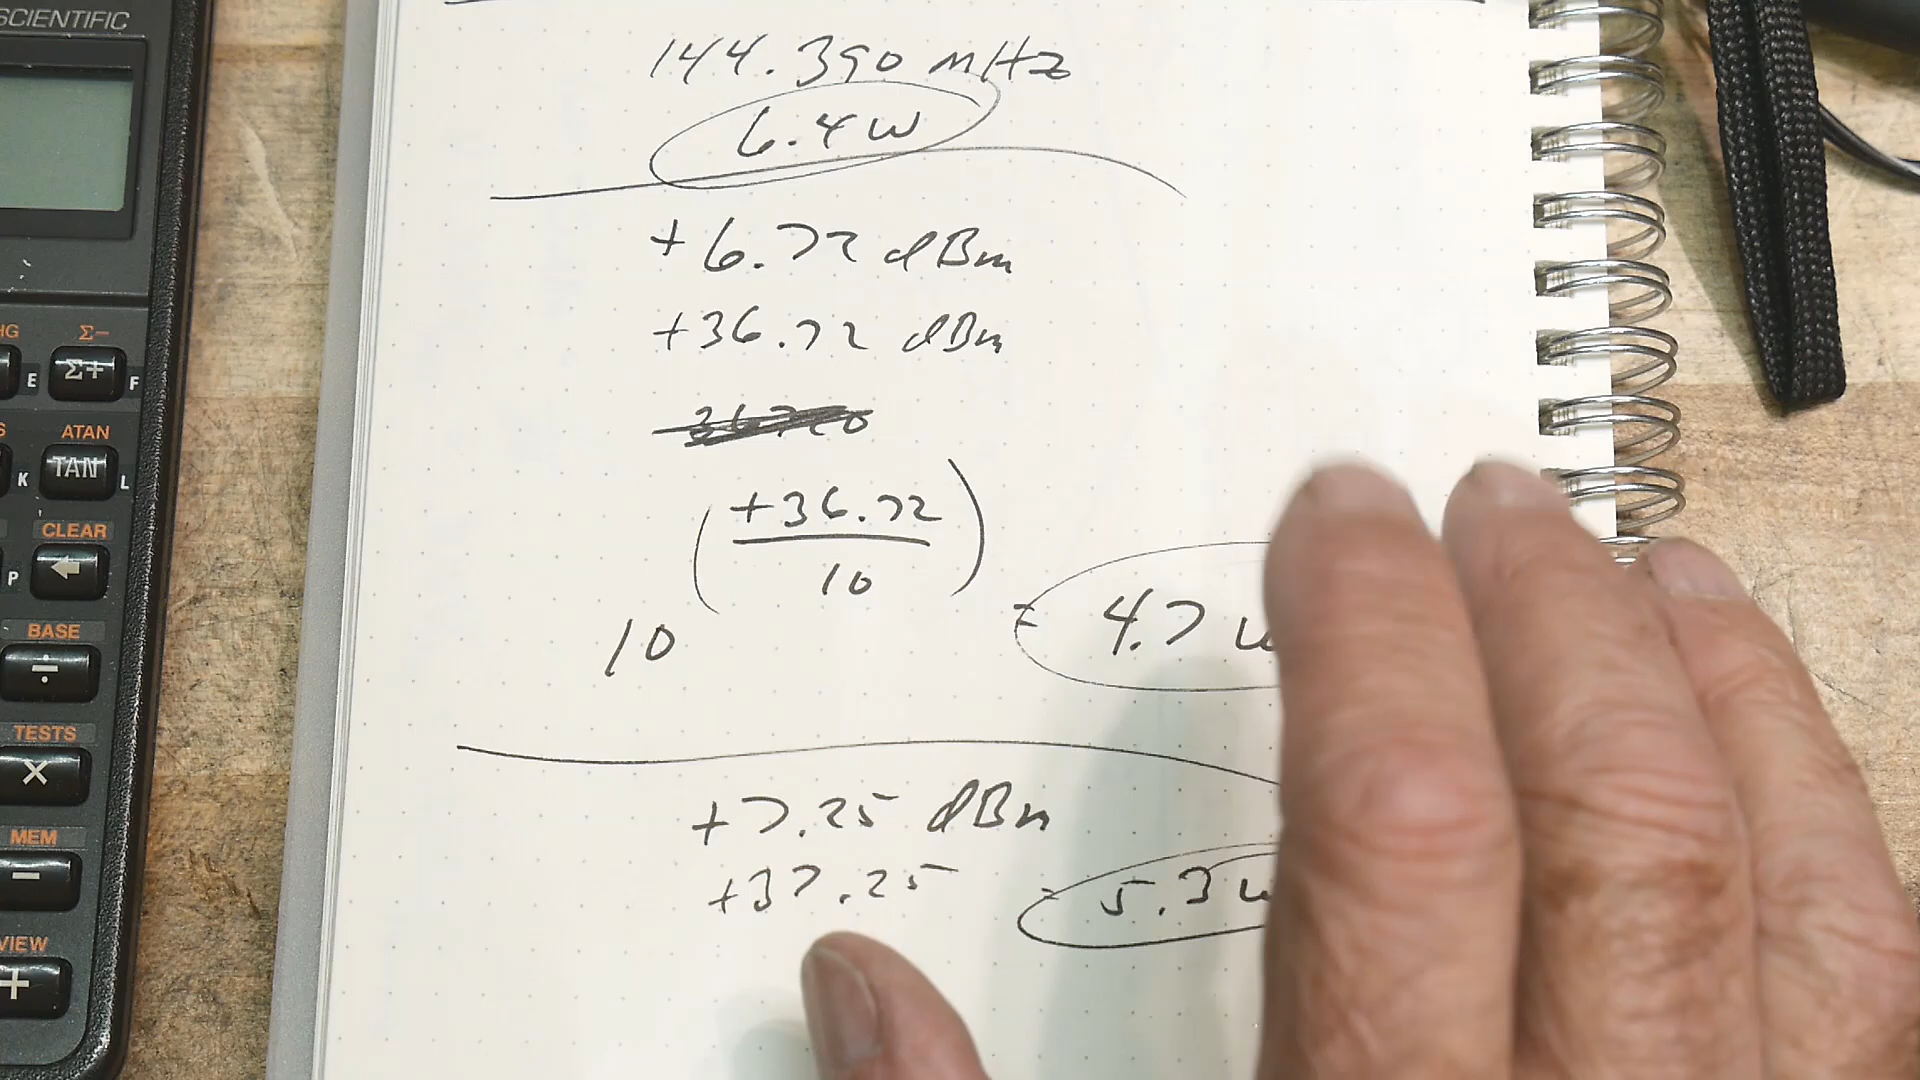 SCIENTIFIC
144.390 MHz
6.4 W
+6.72 dBm
+36.72 dBm
(+36.72
10)
10
= 4.7 W
+7.25 dBm
+37.25
= 5.3 W
Σ-
Σ+
E
F
ATAN
TAN
K
L
CLEAR
←
P
BASE
÷
TESTS
×
MEM
−
VIEW
+